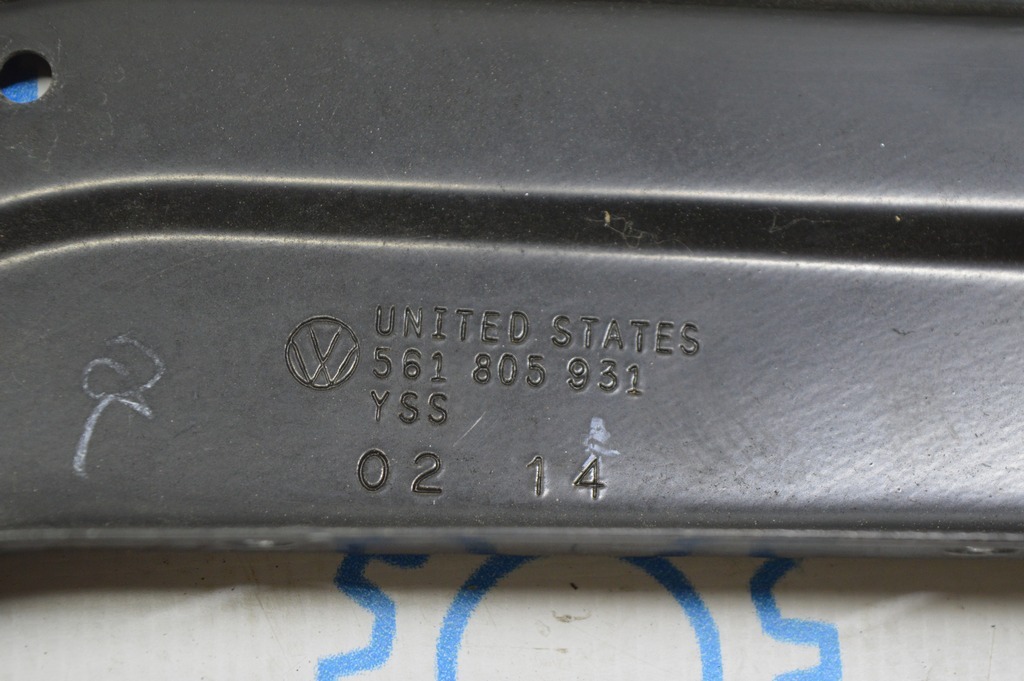 UNITED STATES
561 805 931
YSS
02 14